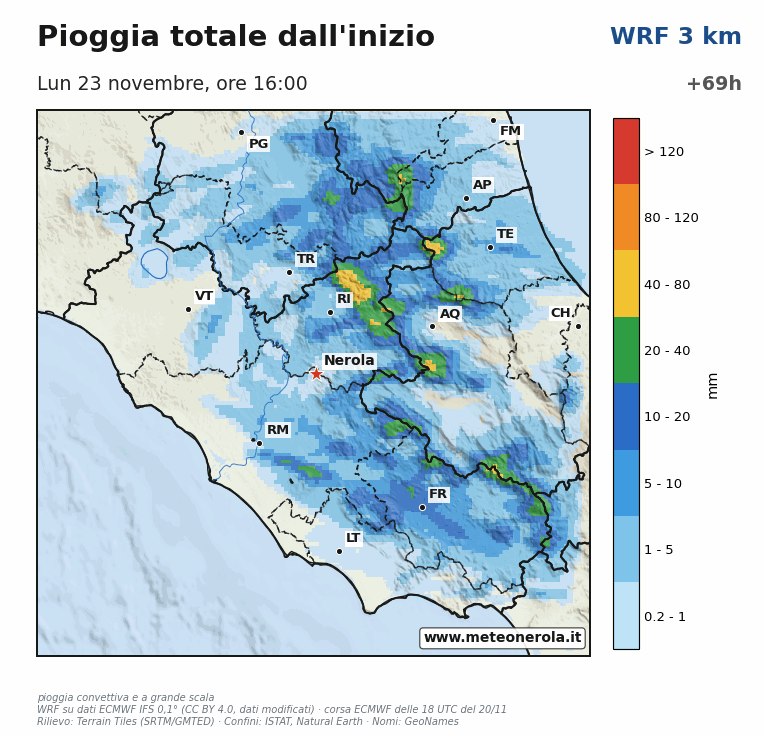 Pioggia totale dall'inizio
WRF 3 km
Lun 23 novembre, ore 16:00
+69h
FM
PG
AP
TE
TR
VT
RI
AQ
CH
Nerola
RM
FR
LT
www.meteonerola.it
> 120
80 - 120
40 - 80
20 - 40
10 - 20
5 - 10
1 - 5
0.2 - 1
mm
pioggia convettiva e a grande scala
WRF su dati ECMWF IFS 0,1° (CC BY 4.0, dati modificati) · corsa ECMWF delle 18 UTC del 20/11
Rilievo: Terrain Tiles (SRTM/GMTED) · Confini: ISTAT, Natural Earth · Nomi: GeoNames